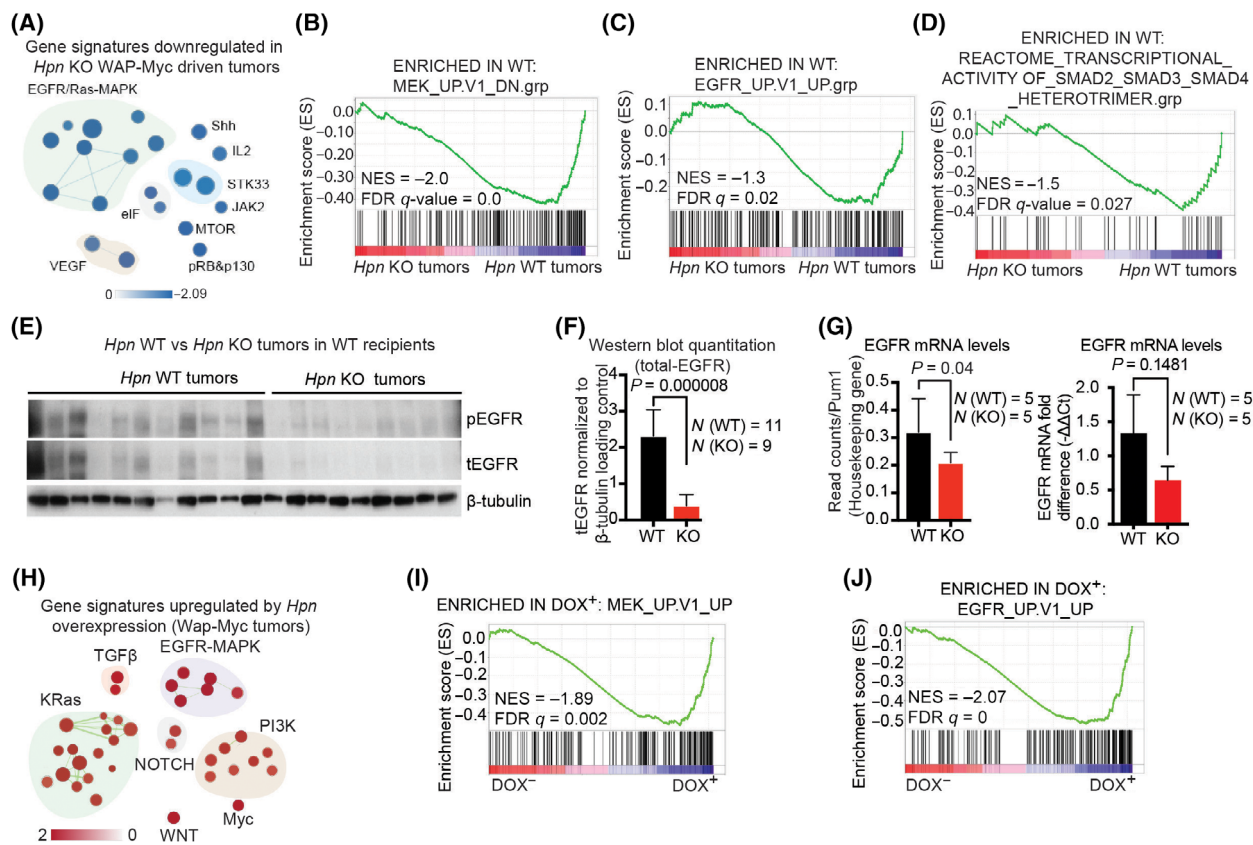 (A)
Gene signatures downregulated in
Hpn KO WAP-Myc driven tumors
EGFR/Ras-MAPK
Shh
IL2
STK33
JAK2
eIF
MTOR
VEGF
pRB&p130
0
−2.09
(B)
ENRICHED IN WT:
MEK_UP.V1_DN.grp
Enrichment score (ES)
0.0
−0.10
−0.20
−0.30
−0.40
NES = −2.0
FDR q-value = 0.0
Hpn KO tumors
Hpn WT tumors
(C)
ENRICHED IN WT:
EGFR_UP.V1_UP.grp
Enrichment score (ES)
0.1
0.0
−0.1
−0.2
NES = −1.3
FDR q = 0.02
Hpn KO tumors
Hpn WT tumors
(D)
ENRICHED IN WT:
REACTOME_TRANSCRIPTIONAL_
ACTIVITY OF_SMAD2_SMAD3_SMAD4
_HETEROTRIMER.grp
Enrichment score (ES)
0.1
0.0
−0.1
−0.2
−0.3
−0.4
NES = −1.5
FDR q-value = 0.027
Hpn KO tumors
Hpn WT tumors
(E)
Hpn WT vs Hpn KO tumors in WT recipients
Hpn WT tumors
Hpn KO tumors
pEGFR
tEGFR
β-tubulin
(F)
Western blot quantitation
(total-EGFR)
P = 0.000008
N (WT) = 11
N (KO) = 9
tEGFR normalized to
β-tubulin loading control
4
3
2
1
0
WT
KO
(G)
EGFR mRNA levels
P = 0.04
N (WT) = 5
N (KO) = 5
Read counts/Pum1
(Housekeeping gene)
0.5
0.4
0.3
0.2
0.1
0.0
WT
KO
EGFR mRNA levels
P = 0.1481
N (WT) = 5
N (KO) = 5
EGFR mRNA fold
difference (-ΔΔCt)
2.0
1.5
1.0
0.5
0.0
WT
KO
(H)
Gene signatures upregulated by Hpn
overexpression (Wap-Myc tumors)
TGFβ
EGFR-MAPK
KRas
PI3K
NOTCH
Myc
WNT
2
0
(I)
ENRICHED IN DOX+: MEK_UP.V1_UP
Enrichment score (ES)
0.0
−0.1
−0.2
−0.3
−0.4
NES = −1.89
FDR q = 0.002
DOX−
DOX+
(J)
ENRICHED IN DOX+:
EGFR_UP.V1_UP
Enrichment score (ES)
0.0
−0.1
−0.2
−0.3
−0.4
−0.5
NES = −2.07
FDR q = 0
DOX−
DOX+